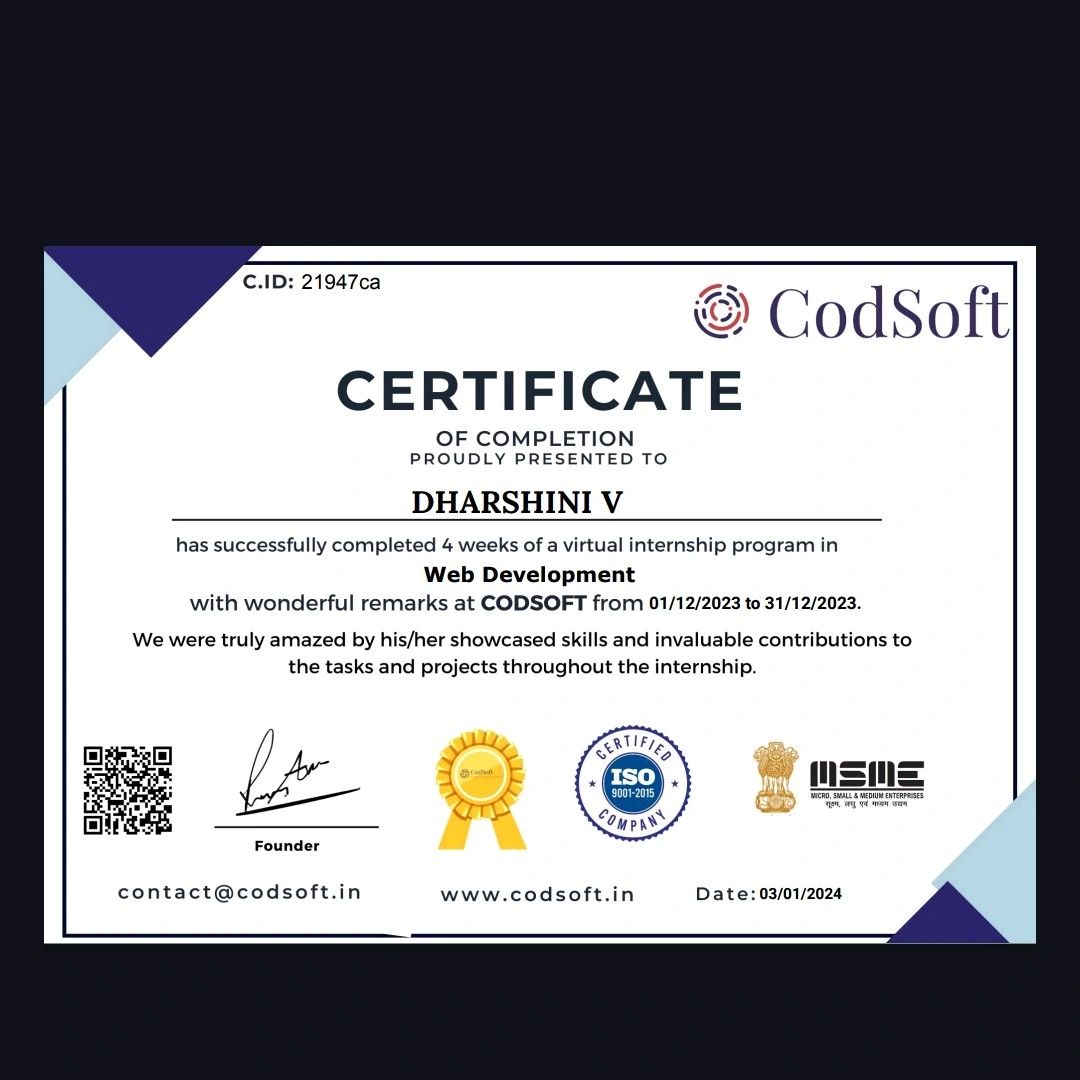 C.ID: 21947ca
CodSoft
CERTIFICATE
OF COMPLETION
PROUDLY PRESENTED TO
DHARSHINI V
has successfully completed 4 weeks of a virtual internship program in
Web Development
with wonderful remarks at CODSOFT from 01/12/2023 to 31/12/2023.
We were truly amazed by his/her showcased skills and invaluable contributions to
the tasks and projects throughout the internship.
CodSoft
CERTIFIED
ISO
9001-2015
COMPANY
MSME
MICRO, SMALL & MEDIUM ENTERPRISES
सूक्ष्म, लघु एवं मध्यम उद्यम
Founder
contact@codsoft.in
www.codsoft.in
Date: 03/01/2024